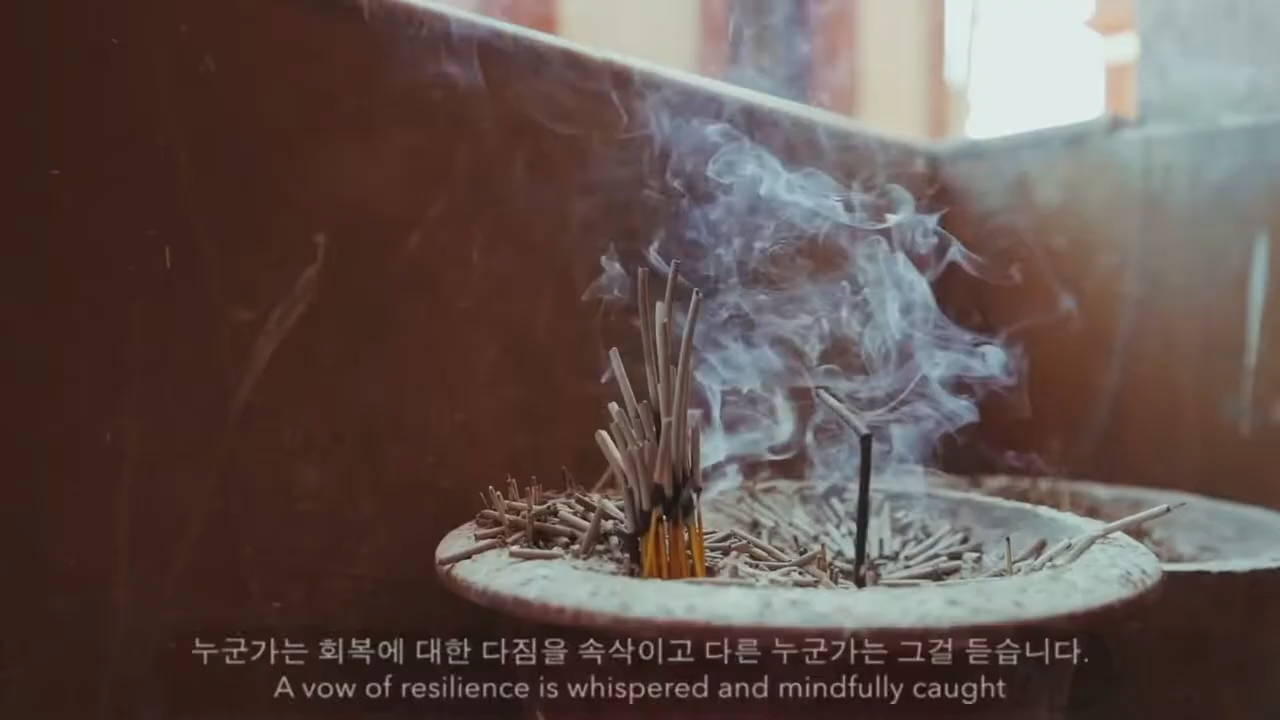 누군가는 회복에 대한 다짐을 속삭이고 다른 누군가는 그걸 듣습니다.
A vow of resilience is whispered and mindfully caught